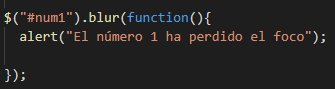 $("#num1").blur(function(){
alert("El número 1 ha perdido el foco");
});